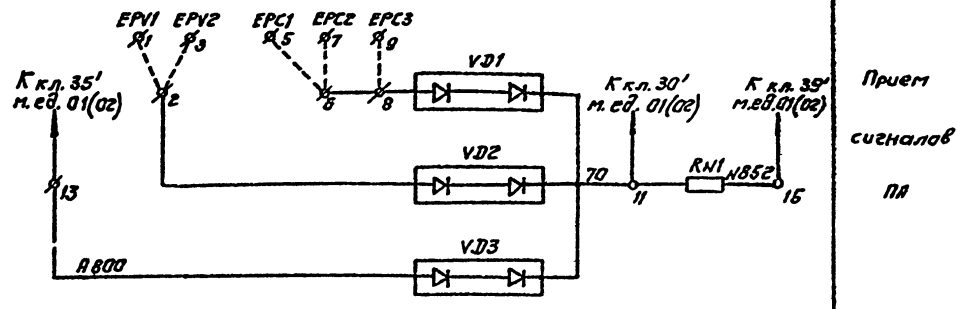 EPV1 EPV2 EPC1 EPC2 EPC3
1 3 5 7 9
К кл. 35'
м.ед. 01(02)
2 6 8
VD1
К кл. 30'
м.ед. 01(02)
К кл. 39'
м.ед. 01(02)
Прием
сигналов
ПА
13
VD2
70
11
RN1
N852
15
A800
VD3